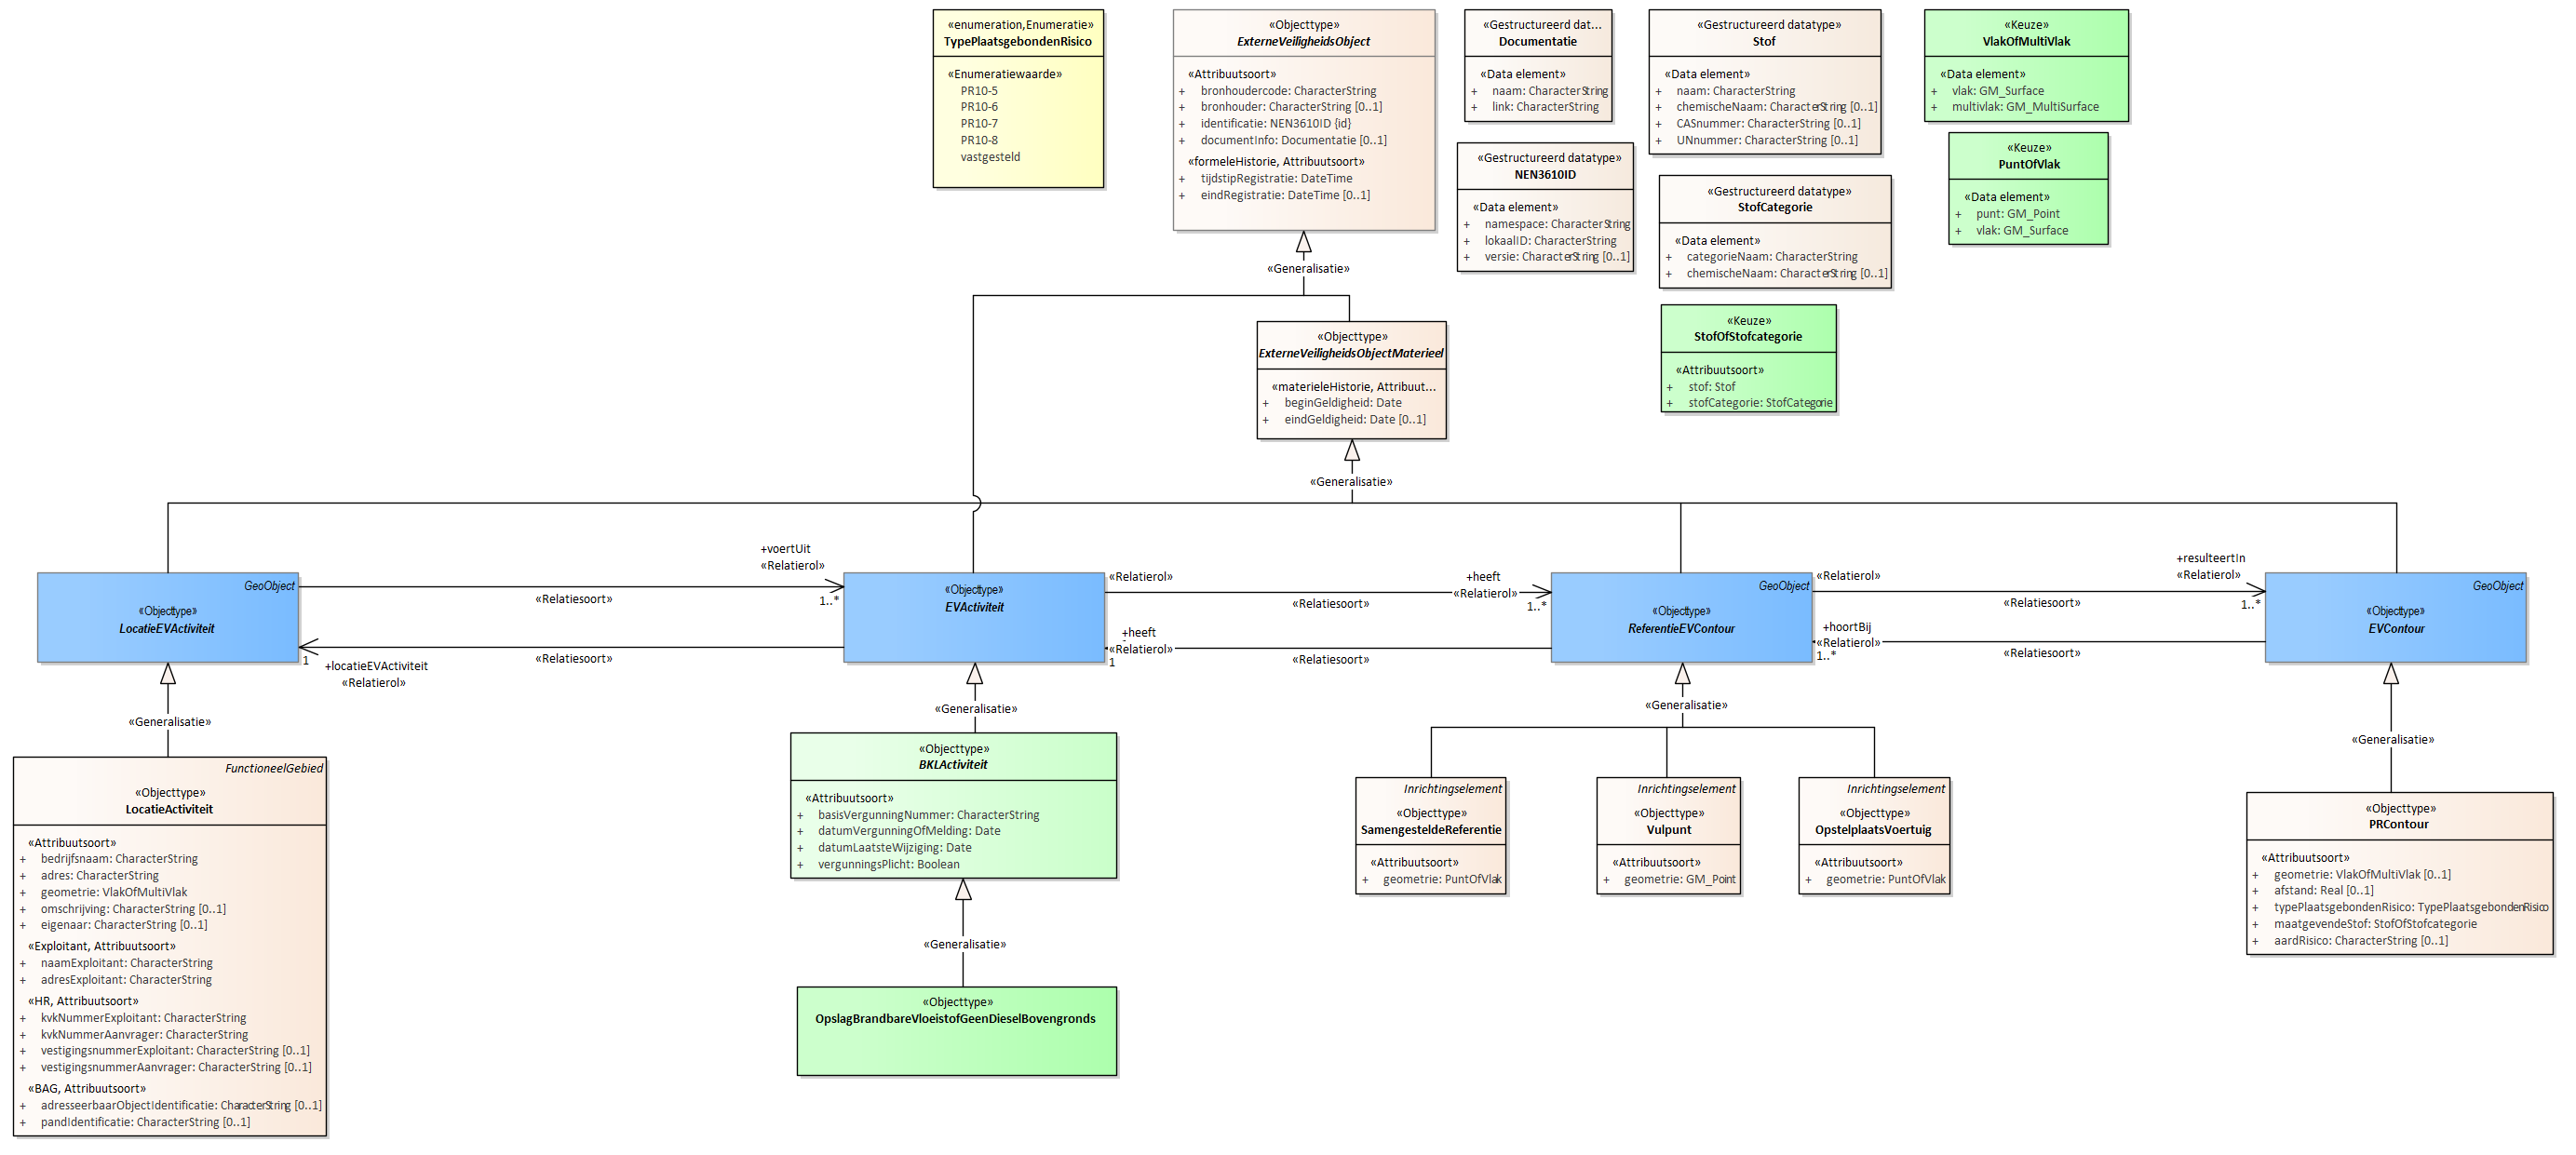 «enumeration,Enumeratie»
TypePlaatsgebondenRisico
«Enumeratiewaarde»
PR10-5
PR10-6
PR10-7
PR10-8
vastgesteld
«Objecttype»
ExterneVeiligheidsObject
«Attribuutsoort»
+ bronhoudercode: CharacterString
+ bronhouder: CharacterString [0..1]
+ identificatie: NEN3610ID {id}
+ documentInfo: Documentatie [0..1]
«formeleHistorie, Attribuutsoort»
+ tijdstipRegistratie: DateTime
+ eindRegistratie: DateTime [0..1]
«Gestructureerd dat...
Documentatie
«Data element»
+ naam: CharacterString
+ link: CharacterString
«Gestructureerd datatype»
NEN3610ID
«Data element»
+ namespace: CharacterString
+ lokaalID: CharacterString
+ versie: CharacterString [0..1]
«Gestructureerd datatype»
Stof
«Data element»
+ naam: CharacterString
+ chemischeNaam: CharacterString [0..1]
+ CASnummer: CharacterString [0..1]
+ UNnummer: CharacterString [0..1]
«Gestructureerd datatype»
StofCategorie
«Data element»
+ categorieNaam: CharacterString
+ chemischeNaam: CharacterString [0..1]
«Keuze»
StofOfStofcategorie
«Attribuutsoort»
+ stof: Stof
+ stofCategorie: StofCategorie
«Keuze»
VlakOfMultiVlak
«Data element»
+ vlak: GM_Surface
+ multivlak: GM_MultiSurface
«Keuze»
PuntOfVlak
«Data element»
+ punt: GM_Point
+ vlak: GM_Surface
«Generalisatie»
«Objecttype»
ExterneVeiligheidsObjectMaterieel
«materieleHistorie, Attribuut...
+ beginGeldigheid: Date
+ eindGeldigheid: Date [0..1]
«Generalisatie»
GeoObject
«Objecttype»
LocatieEVActiviteit
+voertUit
«Relatierol»
1..*
«Relatiesoort»
1
+locatieEVActiviteit
«Relatierol»
«Relatiesoort»
«Objecttype»
EVActiviteit
«Relatierol»
+heeft
«Relatierol»
1..*
«Relatiesoort»
+heeft
«Relatierol»
1
«Relatiesoort»
GeoObject
«Objecttype»
ReferentieEVContour
«Relatierol»
+resulteertIn
«Relatierol»
1..*
«Relatiesoort»
+hoortBij
«Relatierol»
1..*
«Relatiesoort»
GeoObject
«Objecttype»
EVContour
«Generalisatie»
FunctioneelGebied
«Objecttype»
LocatieActiviteit
«Attribuutsoort»
+ bedrijfsnaam: CharacterString
+ adres: CharacterString
+ geometrie: VlakOfMultiVlak
+ omschrijving: CharacterString [0..1]
+ eigenaar: CharacterString [0..1]
«Exploitant, Attribuutsoort»
+ naamExploitant: CharacterString
+ adresExploitant: CharacterString
«HR, Attribuutsoort»
+ kvkNummerExploitant: CharacterString
+ kvkNummerAanvrager: CharacterString
+ vestigingsnummerExploitant: CharacterString [0..1]
+ vestigingsnummerAanvrager: CharacterString [0..1]
«BAG, Attribuutsoort»
+ adresseerbaarObjectIdentificatie: CharacterString [0..1]
+ pandIdentificatie: CharacterString [0..1]
«Generalisatie»
«Objecttype»
BKLActiviteit
«Attribuutsoort»
+ basisVergunningNummer: CharacterString
+ datumVergunningOfMelding: Date
+ datumLaatsteWijziging: Date
+ vergunningsPlicht: Boolean
«Generalisatie»
«Objecttype»
OpslagBrandbareVloeistofGeenDieselBovengronds
«Generalisatie»
Inrichtingselement
«Objecttype»
SamengesteldeReferentie
«Attribuutsoort»
+ geometrie: PuntOfVlak
Inrichtingselement
«Objecttype»
Vulpunt
«Attribuutsoort»
+ geometrie: GM_Point
Inrichtingselement
«Objecttype»
OpstelplaatsVoertuig
«Attribuutsoort»
+ geometrie: PuntOfVlak
«Generalisatie»
«Objecttype»
PRContour
«Attribuutsoort»
+ geometrie: VlakOfMultiVlak [0..1]
+ afstand: Real [0..1]
+ typePlaatsgebondenRisico: TypePlaatsgebondenRisico
+ maatgevendeStof: StofOfStofcategorie
+ aardRisico: CharacterString [0..1]